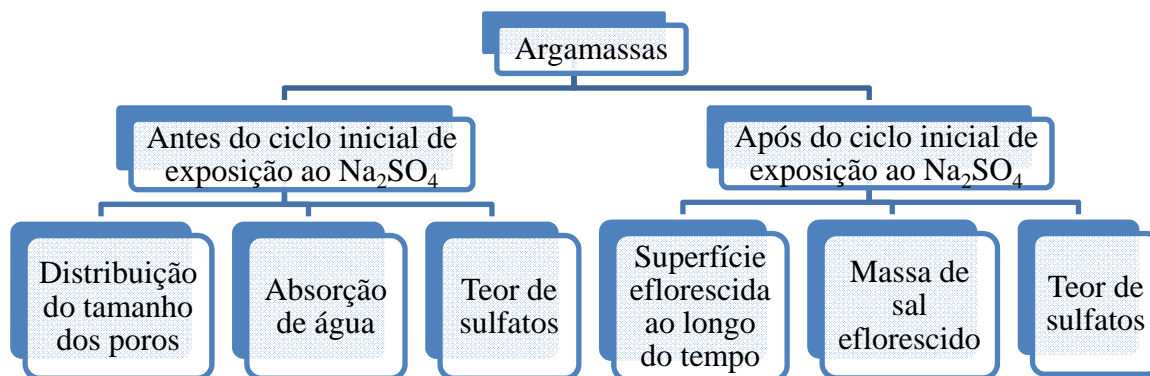 Argamassas
Antes do ciclo inicial de
exposição ao Na₂SO₄
Após do ciclo inicial de
exposição ao Na₂SO₄
Distribuição
do tamanho
dos poros
Absorção
de água
Teor de
sulfatos
Superfície
eflorescida
ao longo
do tempo
Massa de
sal
eflorescido
Teor de
sulfatos